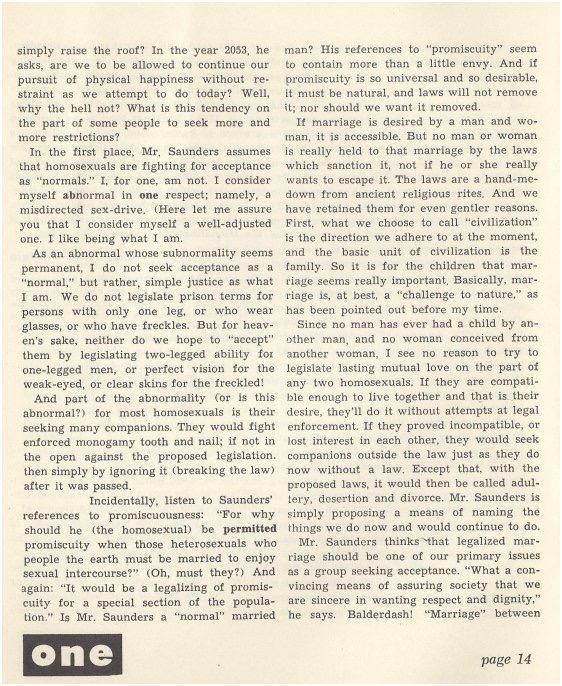 simply raise the roof? In the year 2053, he
asks, are we to be allowed to continue our
pursuit of physical happiness without re-
straint as we attempt to do today? Well,
why the hell not? What is this tendency on
the part of some people to seek more and
more restrictions?
In the first place, Mr. Saunders assumes
that homosexuals are fighting for acceptance
as "normals." I, for one, am not. I consider
myself abnormal in one respect; namely, a
misdirected sex-drive. (Here let me assure
you that I consider myself a well-adjusted
one. I like being what I am.
As an abnormal whose subnormality seems
permanent, I do not seek acceptance as a
"normal," but rather, simple justice as what
I am. We do not legislate prison terms for
persons with only one leg, or who wear
glasses, or who have freckles. But for heav-
en's sake, neither do we hope to "accept"
them by legislating two-legged ability for
one-legged men, or perfect vision for the
weak-eyed, or clear skins for the freckled!
And part of the abnormality (or is this
abnormal?) for most homosexuals is their
seeking many companions. They would fight
enforced monogamy tooth and nail; if not in
the open against the proposed legislation.
then simply by ignoring it (breaking the law)
after it was passed.
Incidentally, listen to Saunders'
references to promiscuousness: "For why
should he (the homosexual) be permitted
promiscuity when those heterosexuals who
people the earth must be married to enjoy
sexual intercourse?" (Oh, must they?) And
again: "It would be a legalizing of promis-
cuity for a special section of the popula-
tion." Is Mr. Saunders a "normal" married
man? His references to "promiscuity" seem
to contain more than a little envy. And if
promiscuity is so universal and so desirable,
it must be natural, and laws will not remove
it; nor should we want it removed.
If marriage is desired by a man and wo-
man, it is accessible. But no man or woman
is really held to that marriage by the laws
which sanction it, not if he or she really
wants to escape it. The laws are a hand-me-
down from ancient religious rites. And we
have retained them for even gentler reasons.
First, what we choose to call "civilization"
is the direction we adhere to at the moment,
and the basic unit of civilization is the
family. So it is for the children that mar-
riage seems really important. Basically, mar-
riage is, at best, a "challenge to nature," as
has been pointed out before my time.
Since no man has ever had a child by an-
other man, and no woman conceived from
another woman, I see no reason to try to
legislate lasting mutual love on the part of
any two homosexuals. If they are compati-
ble enough to live together and that is their
desire, they'll do it without attempts at legal
enforcement. If they proved incompatible, or
lost interest in each other, they would seek
companions outside the law just as they do
now without a law. Except that, with the
proposed laws, it would then be called adul-
tery, desertion and divorce. Mr. Saunders is
simply proposing a means of naming the
things we do now and would continue to do.
Mr. Saunders thinks that legalized mar-
riage should be one of our primary issues
as a group seeking acceptance. "What a con-
vincing means of assuring society that we
are sincere in wanting respect and dignity,"
he says. Balderdash! "Marriage" between
one
page 14